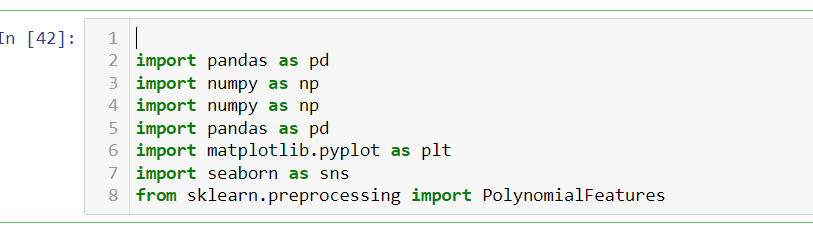 In [42]:
1
2 import pandas as pd
3 import numpy as np
4 import numpy as np
5 import pandas as pd
6 import matplotlib.pyplot as plt
7 import seaborn as sns
8 from sklearn.preprocessing import PolynomialFeatures